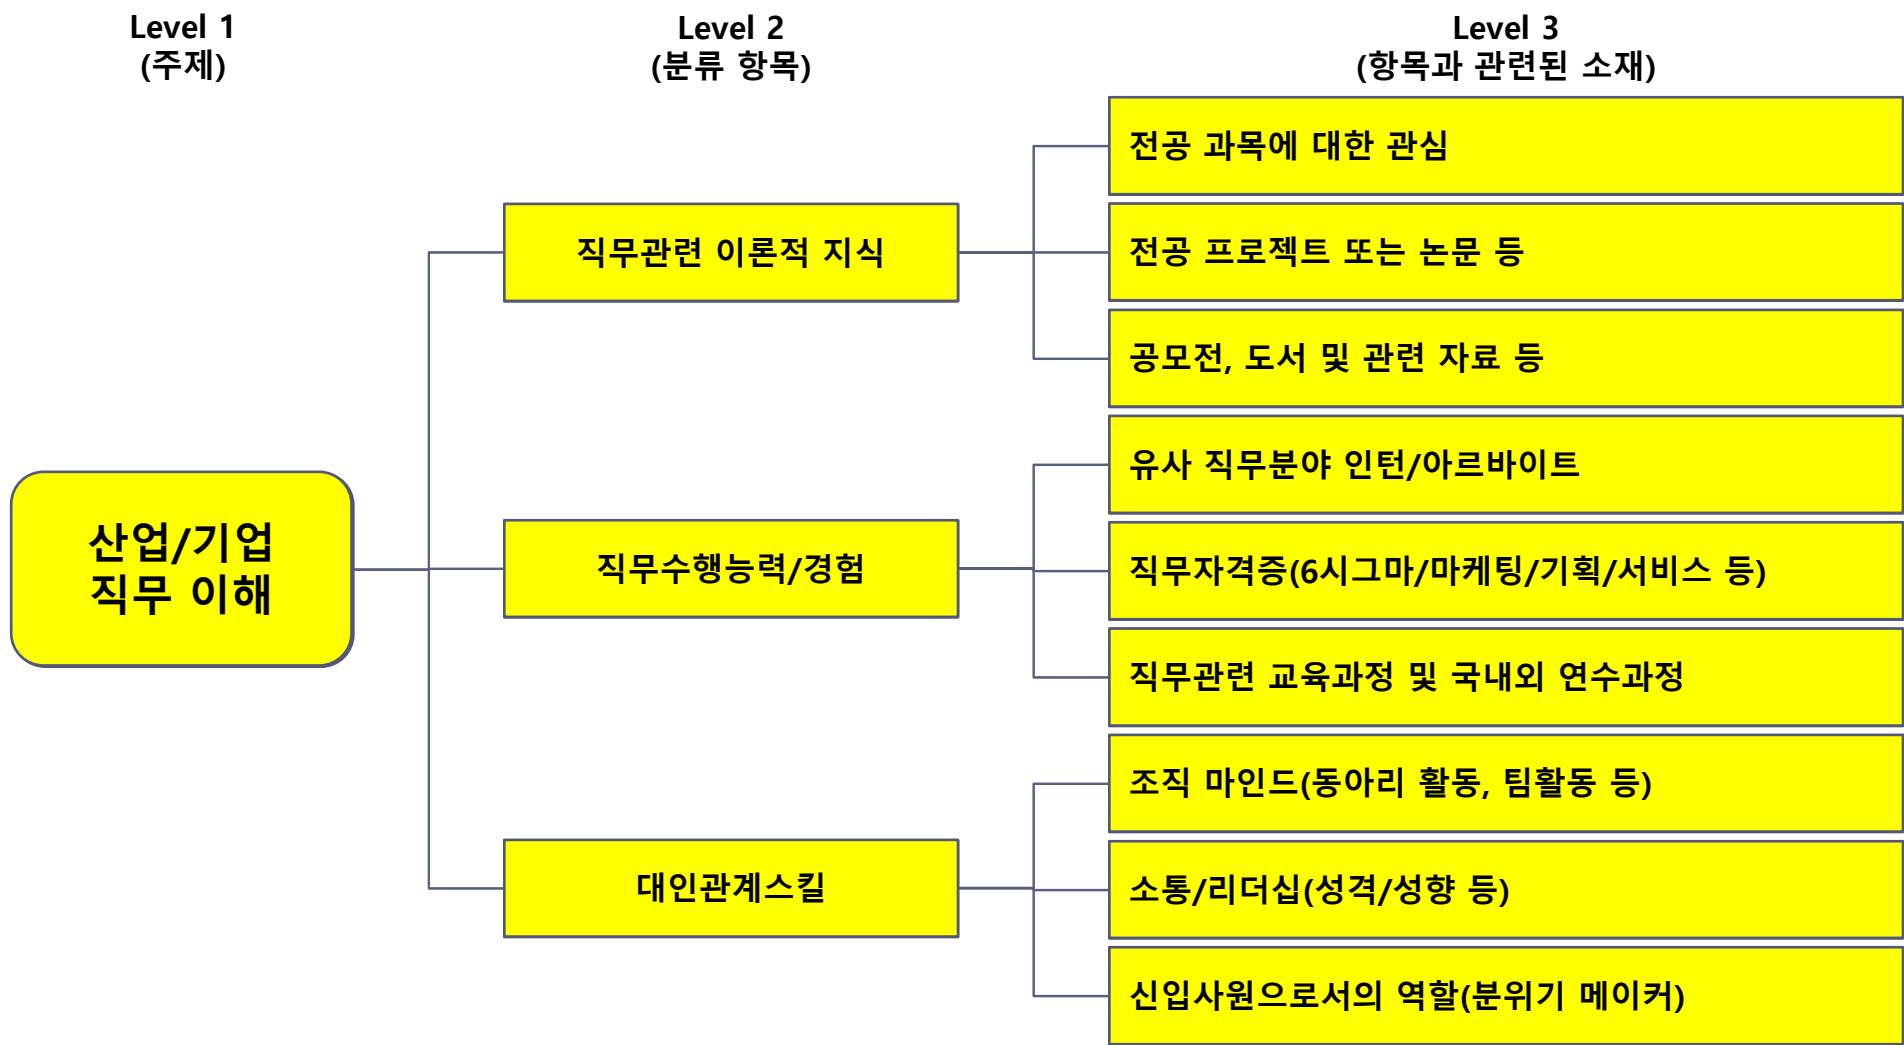 Level 1
(주제)
Level 2
(분류 항목)
Level 3
(항목과 관련된 소재)
산업/기업
직무 이해
직무관련 이론적 지식
전공 과목에 대한 관심
전공 프로젝트 또는 논문 등
공모전, 도서 및 관련 자료 등
직무수행능력/경험
유사 직무분야 인턴/아르바이트
직무자격증(6시그마/마케팅/기획/서비스 등)
직무관련 교육과정 및 국내외 연수과정
대인관계스킬
조직 마인드(동아리 활동, 팀활동 등)
소통/리더십(성격/성향 등)
신입사원으로서의 역할(분위기 메이커)